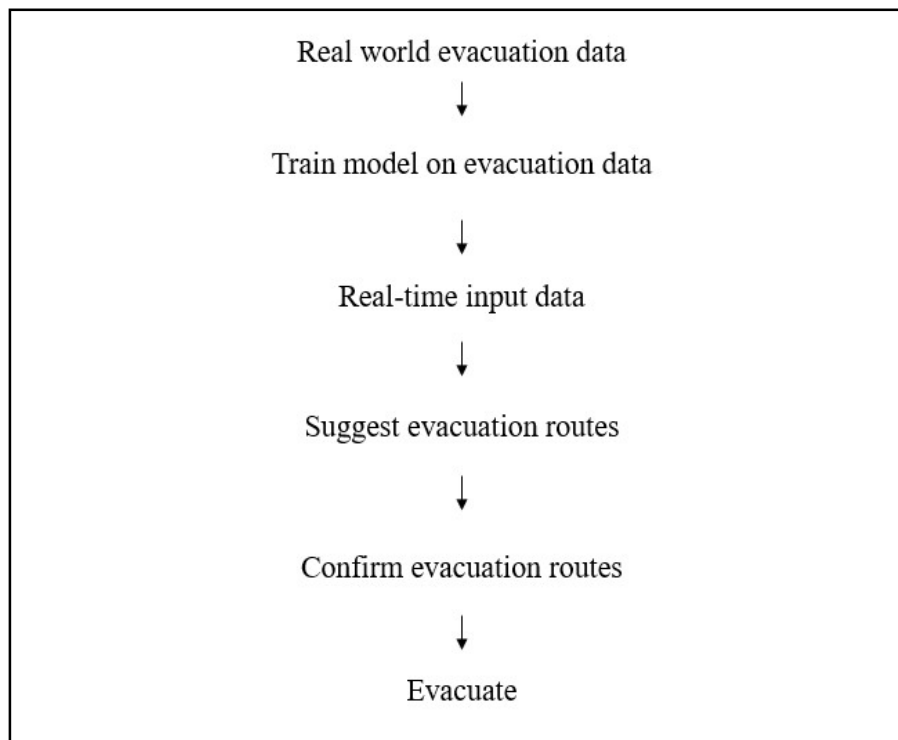 Real world evacuation data
Train model on evacuation data
Real-time input data
Suggest evacuation routes
Confirm evacuation routes
Evacuate